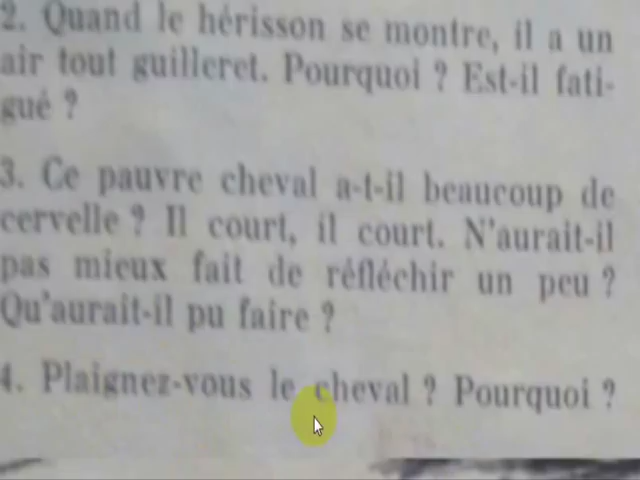 2. Quand le hérisson se montre, il a un
air tout guilleret. Pourquoi ? Est-il fati-
gué ?
3. Ce pauvre cheval a-t-il beaucoup de
cervelle ? Il court, il court. N'aurait-il
pas mieux fait de réfléchir un peu ?
Qu'aurait-il pu faire ?
4. Plaignez-vous le cheval ? Pourquoi ?